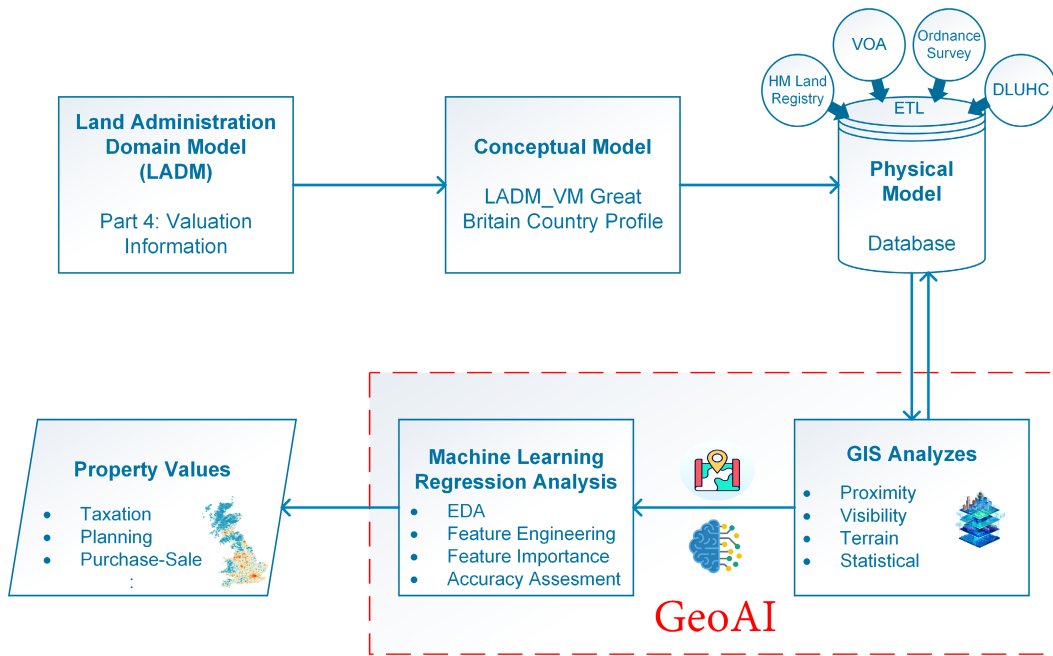 Land Administration
Domain Model
(LADM)
Part 4: Valuation
Information
Conceptual Model
LADM_VM Great
Britain Country Profile
HM Land
Registry
VOA
Ordnance
Survey
DLUHC
ETL
Physical
Model
Database
GIS Analyzes
• Proximity
• Visibility
• Terrain
• Statistical
Machine Learning
Regression Analysis
• EDA
• Feature Engineering
• Feature Importance
• Accuracy Assesment
GeoAI
Property Values
• Taxation
• Planning
• Purchase-Sale
: